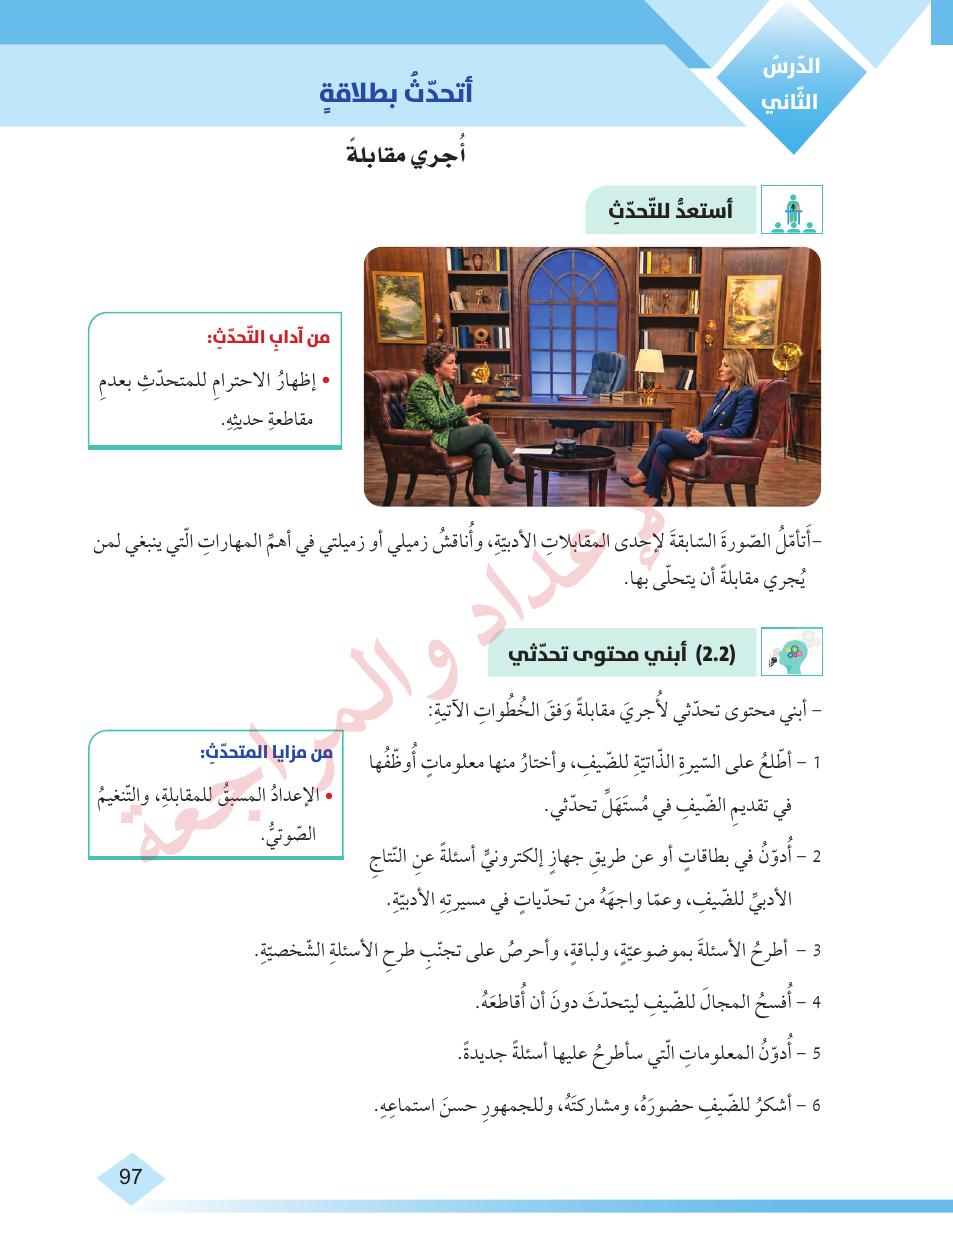 الدّرسُ
الثّاني
أتحدّثُ بطلاقةٍ
أُجري مقابلةً
أستعدُّ للتّحدّثِ
من آدابِ التّحدّثِ:
• إظهارُ الاحترامِ للمتحدّثِ بعدمِ
مقاطعةِ حديثِهِ.
–أَتأمّلُ الصّورةَ السّابقةَ لإحدى المقابلاتِ الأدبيّةِ، وأُناقشُ زميلي أو زميلتي في أهمِّ المهاراتِ الّتي ينبغي لمن
يُجري مقابلةً أن يتحلّى بها.
(2.2) أبني محتوى تحدّثي
– أبني محتوى تحدّثي لأُجريَ مقابلةً وَفقَ الخُطُواتِ الآتيةِ:
من مزايا المتحدّثِ:
• الإعدادُ المسبقُ للمقابلةِ، والتّنغيمُ
الصّوتيُّ.
1 – أطّلعُ على السّيرةِ الذّاتيّةِ للضّيفِ، وأختارُ منها معلوماتٍ أُوظّفُها
في تقديمِ الضّيفِ في مُستَهَلِّ تحدّثي.
2 – أُدوّنُ في بطاقاتٍ أو عن طريقِ جهازٍ إلكترونيٍّ أسئلةً عنِ النّتاجِ
الأدبيِّ للضّيفِ، وعمّا واجهَهُ من تحدّياتٍ في مسيرتِهِ الأدبيّةِ.
3 – أطرحُ الأسئلةَ بموضوعيّةٍ، ولباقةٍ، وأحرصُ على تجنّبِ طرحِ الأسئلةِ الشّخصيّةِ.
4 – أُفسحُ المجالَ للضّيفِ ليتحدّثَ دونَ أن أُقاطعَهُ.
5 – أُدوّنُ المعلوماتِ الّتي سأطرحُ عليها أسئلةً جديدةً.
6 – أشكرُ للضّيفِ حضورَهُ، ومشاركتَهُ، وللجمهورِ حسنَ استماعِهِ.
إعداد والمراجعة
97